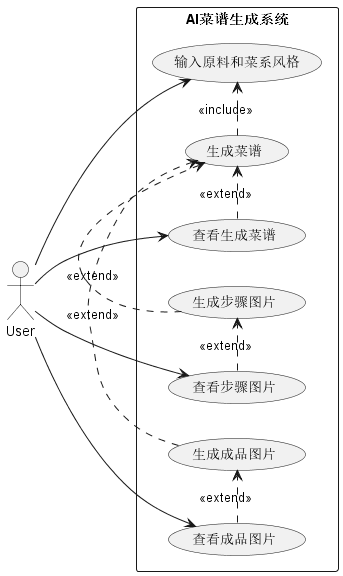 AI菜谱生成系统
输入原料和菜系风格
«include»
生成菜谱
«extend»
查看生成菜谱
«extend»
生成步骤图片
«extend»
User
«extend»
查看步骤图片
生成成品图片
«extend»
查看成品图片